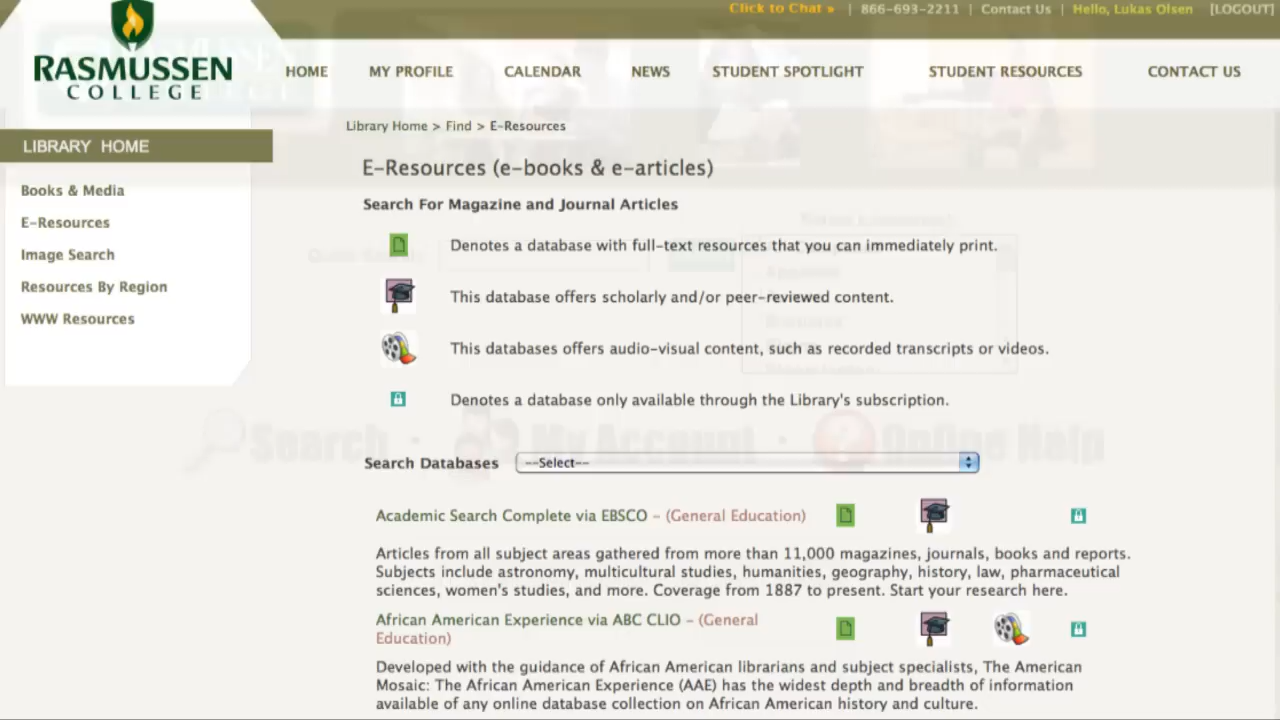 Click to Chat » | 866-693-2211 | Contact Us | Hello, Lukas Olsen [LOGOUT]
RASMUSSEN
COLLEGE
HOME MY PROFILE CALENDAR NEWS STUDENT SPOTLIGHT STUDENT RESOURCES CONTACT US
Library Home > Find > E-Resources
LIBRARY HOME
Books & Media
E-Resources
Image Search
Resources By Region
WWW Resources
E-Resources (e-books & e-articles)
Search For Magazine and Journal Articles
Denotes a database with full-text resources that you can immediately print.
This database offers scholarly and/or peer-reviewed content.
This databases offers audio-visual content, such as recorded transcripts or videos.
Denotes a database only available through the Library's subscription.
Search · My Account · Online Help
Search Databases --Select--
Academic Search Complete via EBSCO - (General Education)
Articles from all subject areas gathered from more than 11,000 magazines, journals, books and reports.
Subjects include astronomy, multicultural studies, humanities, geography, history, law, pharmaceutical
sciences, women's studies, and more. Coverage from 1887 to present. Start your research here.
African American Experience via ABC CLIO - (General
Education)
Developed with the guidance of African American librarians and subject specialists, The American
Mosaic: The African American Experience (AAE) has the widest depth and breadth of information
available of any online database collection on African American history and culture.